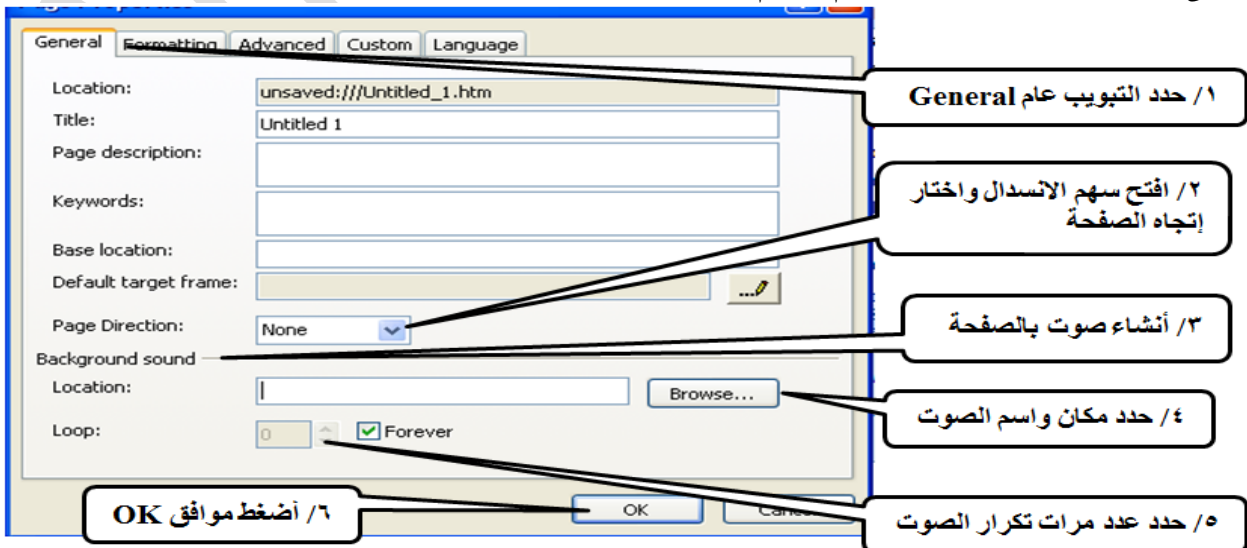 General Formatting Advanced Custom Language
Location: unsaved:///Untitled_1.htm
Title: Untitled 1
Page description:
Keywords:
Base location:
Default target frame:
Page Direction: None
Background sound
Location: Browse...
Loop: 0 Forever
OK
١/ حدد التبويب عام General
٢/ افتح سهم الانسدال واختار
إتجاه الصفحة
٣/ أنشاء صوت بالصفحة
٤/ حدد مكان واسم الصوت
٥/ حدد عدد مرات تكرار الصوت
٦/ أضغط موافق OK